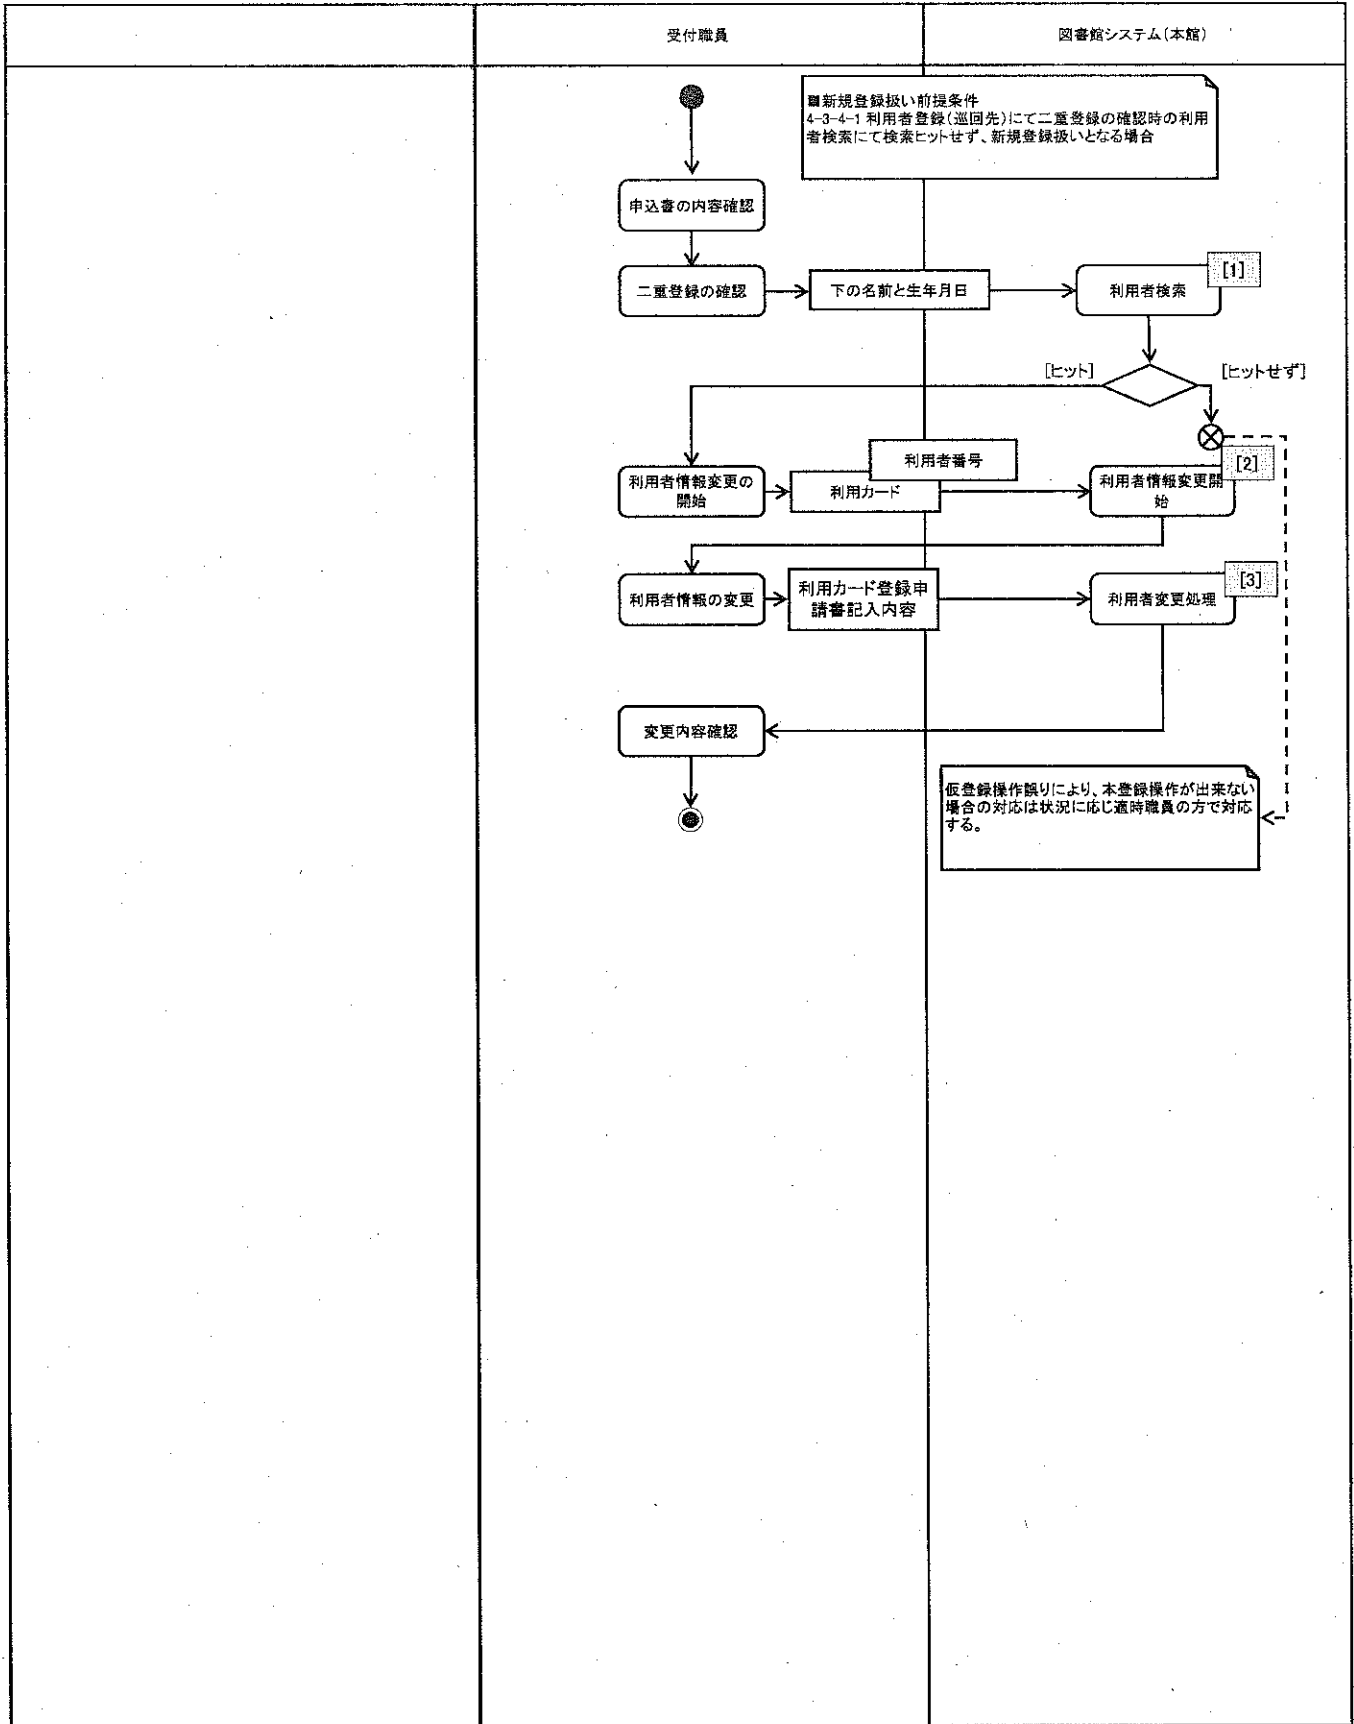 受付職員
図書館システム(本館)
■新規登録扱い前提条件
4-3-4-1 利用者登録(巡回先)にて二重登録の確認時の利用
者検索にて検索ヒットせず、新規登録扱いとなる場合
申込書の内容確認
二重登録の確認
下の名前と生年月日
利用者検索
[1]
[ヒット]
[ヒットせず]
利用者番号
[2]
利用者情報変更の
開始
利用カード
利用者情報変更開
始
利用者情報の変更
利用カード登録申
請書記入内容
利用者変更処理
[3]
変更内容確認
仮登録操作誤りにより、本登録操作が出来ない
場合の対応は状況に応じ適時職員の方で対応
する。